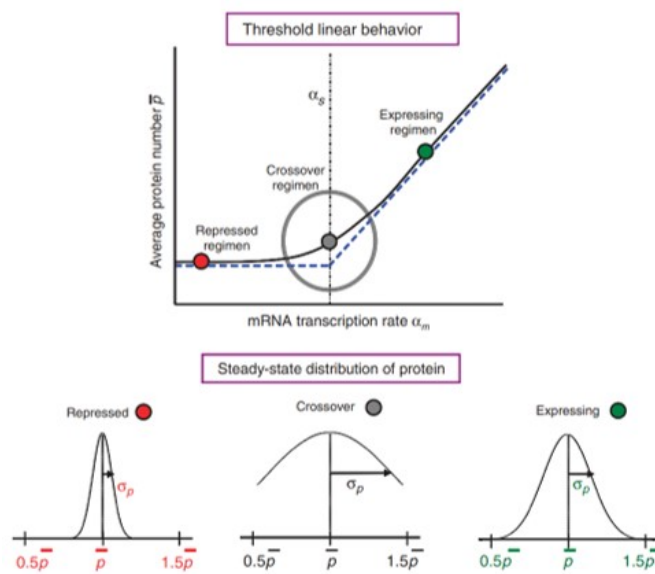 Threshold linear behavior
Average protein number p̅
αs
Expressing
regimen
Crossover
regimen
Repressed
regimen
mRNA transcription rate αm
Steady-state distribution of protein
Repressed
Crossover
Expressing
σp
σp
σp
0.5p̅ p̅ 1.5p̅
0.5p̅ p̅ 1.5p̅
0.5p̅ p̅ 1.5p̅